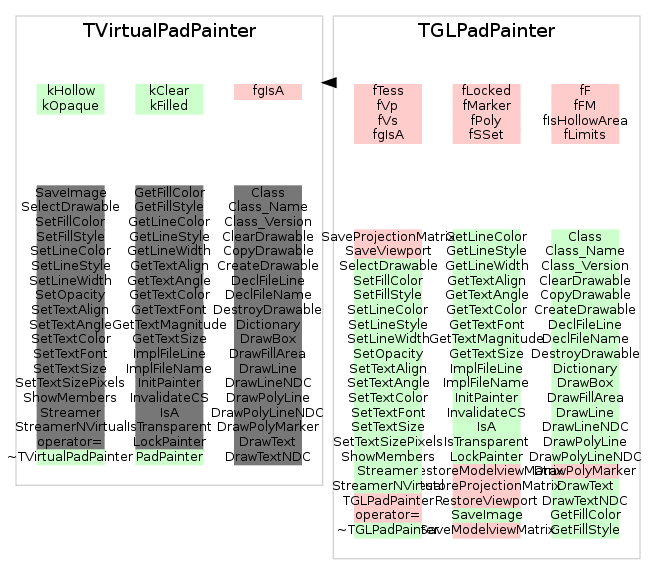 TVirtualPadPainter
kHollow
kOpaque
kClear
kFilled
fgIsA
SaveImage
SelectDrawable
SetFillColor
SetFillStyle
SetLineColor
SetLineStyle
SetLineWidth
SetOpacity
SetTextAlign
SetTextAngle
SetTextColor
SetTextFont
SetTextSize
SetTextSizePixels
ShowMembers
Streamer
StreamerNVirtual
operator=
~TVirtualPadPainter
GetFillColor
GetFillStyle
GetLineColor
GetLineStyle
GetLineWidth
GetTextAlign
GetTextAngle
GetTextColor
GetTextFont
GetTextMagnitude
GetTextSize
ImplFileLine
ImplFileName
InitPainter
InvalidateCS
IsA
IsTransparent
LockPainter
PadPainter
Class
Class_Name
Class_Version
ClearDrawable
CopyDrawable
CreateDrawable
DeclFileLine
DeclFileName
DestroyDrawable
Dictionary
DrawBox
DrawFillArea
DrawLine
DrawLineNDC
DrawPolyLine
DrawPolyLineNDC
DrawPolyMarker
DrawText
DrawTextNDC
TGLPadPainter
fTess
fVp
fVs
fgIsA
fLocked
fMarker
fPoly
fSSet
fF
fFM
fIsHollowArea
fLimits
SaveProjectionMatrix
SaveViewport
SelectDrawable
SetFillColor
SetFillStyle
SetLineColor
SetLineStyle
SetLineWidth
SetOpacity
SetTextAlign
SetTextAngle
SetTextColor
SetTextFont
SetTextSize
SetTextSizePixels
ShowMembers
Streamer
StreamerNVirtual
TGLPadPainter
operator=
~TGLPadPainter
GetLineColor
GetLineStyle
GetLineWidth
GetTextAlign
GetTextAngle
GetTextColor
GetTextFont
GetTextMagnitude
GetTextSize
ImplFileLine
ImplFileName
InitPainter
InvalidateCS
IsA
IsTransparent
LockPainter
estoreModelviewMatrix
estoreProjectionMatrix
RestoreViewport
SaveImage
SaveModelviewMatrix
Class
Class_Name
Class_Version
ClearDrawable
CopyDrawable
CreateDrawable
DeclFileLine
DeclFileName
DestroyDrawable
Dictionary
DrawBox
DrawFillArea
DrawLine
DrawLineNDC
DrawPolyLine
DrawPolyLineNDC
DrawPolyMarker
DrawText
DrawTextNDC
GetFillColor
GetFillStyle